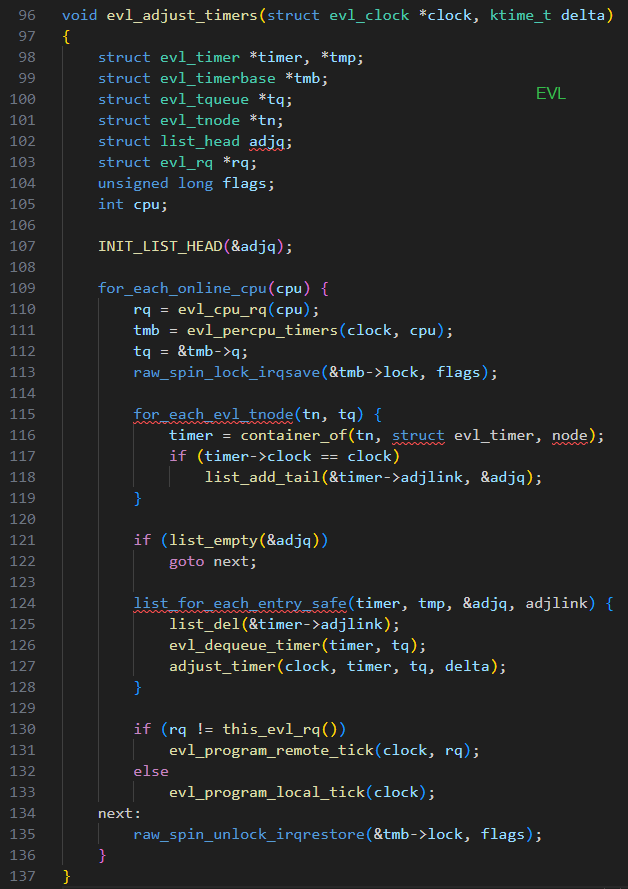 96 void evl_adjust_timers(struct evl_clock *clock, ktime_t delta)
97 {
98 struct evl_timer *timer, *tmp;
99 struct evl_timerbase *tmb;
EVL
100 struct evl_tqueue *tq;
101 struct evl_tnode *tn;
102 struct list_head adjq;
103 struct evl_rq *rq;
104 unsigned long flags;
105 int cpu;
106
107 INIT_LIST_HEAD(&adjq);
108
109 for_each_online_cpu(cpu) {
110 rq = evl_cpu_rq(cpu);
111 tmb = evl_percpu_timers(clock, cpu);
112 tq = &tmb->q;
113 raw_spin_lock_irqsave(&tmb->lock, flags);
114
115 for_each_evl_tnode(tn, tq) {
116 timer = container_of(tn, struct evl_timer, node);
117 if (timer->clock == clock)
118 list_add_tail(&timer->adjlink, &adjq);
119 }
120
121 if (list_empty(&adjq))
122 goto next;
123
124 list_for_each_entry_safe(timer, tmp, &adjq, adjlink) {
125 list_del(&timer->adjlink);
126 evl_dequeue_timer(timer, tq);
127 adjust_timer(clock, timer, tq, delta);
128 }
129
130 if (rq != this_evl_rq())
131 evl_program_remote_tick(clock, rq);
132 else
133 evl_program_local_tick(clock);
134 next:
135 raw_spin_unlock_irqrestore(&tmb->lock, flags);
136 }
137 }